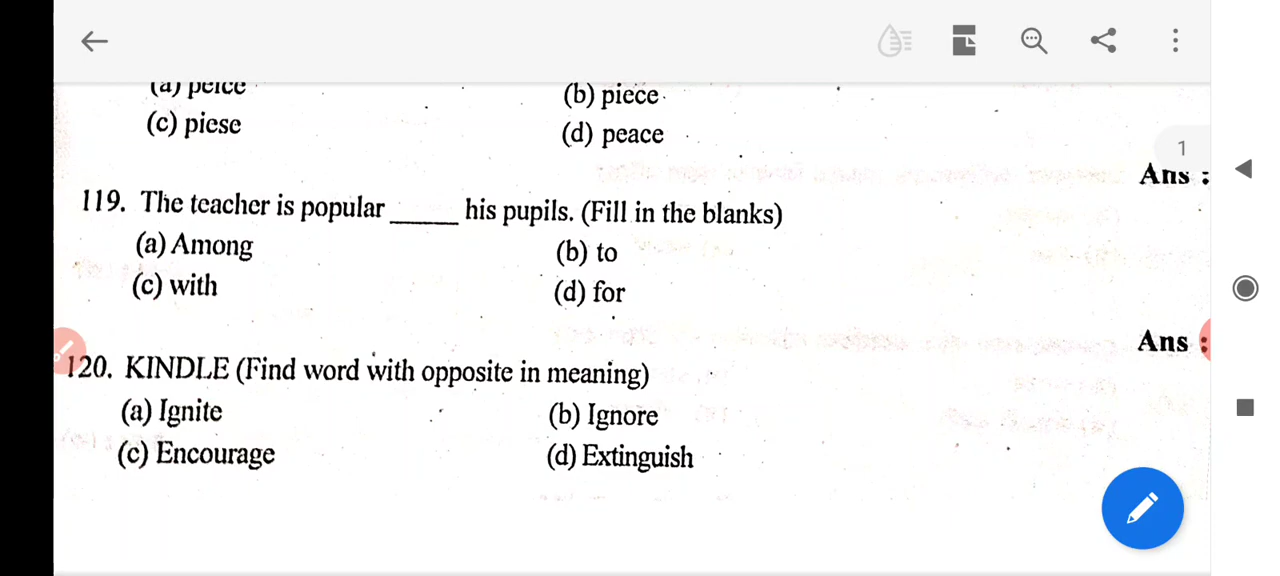 (a) peice
(b) piece
(c) piese
(d) peace
1
Ans :
119. The teacher is popular _____ his pupils. (Fill in the blanks)
(a) Among
(b) to
(c) with
(d) for
Ans :
120. KINDLE (Find word with opposite in meaning)
(a) Ignite
(b) Ignore
(c) Encourage
(d) Extinguish